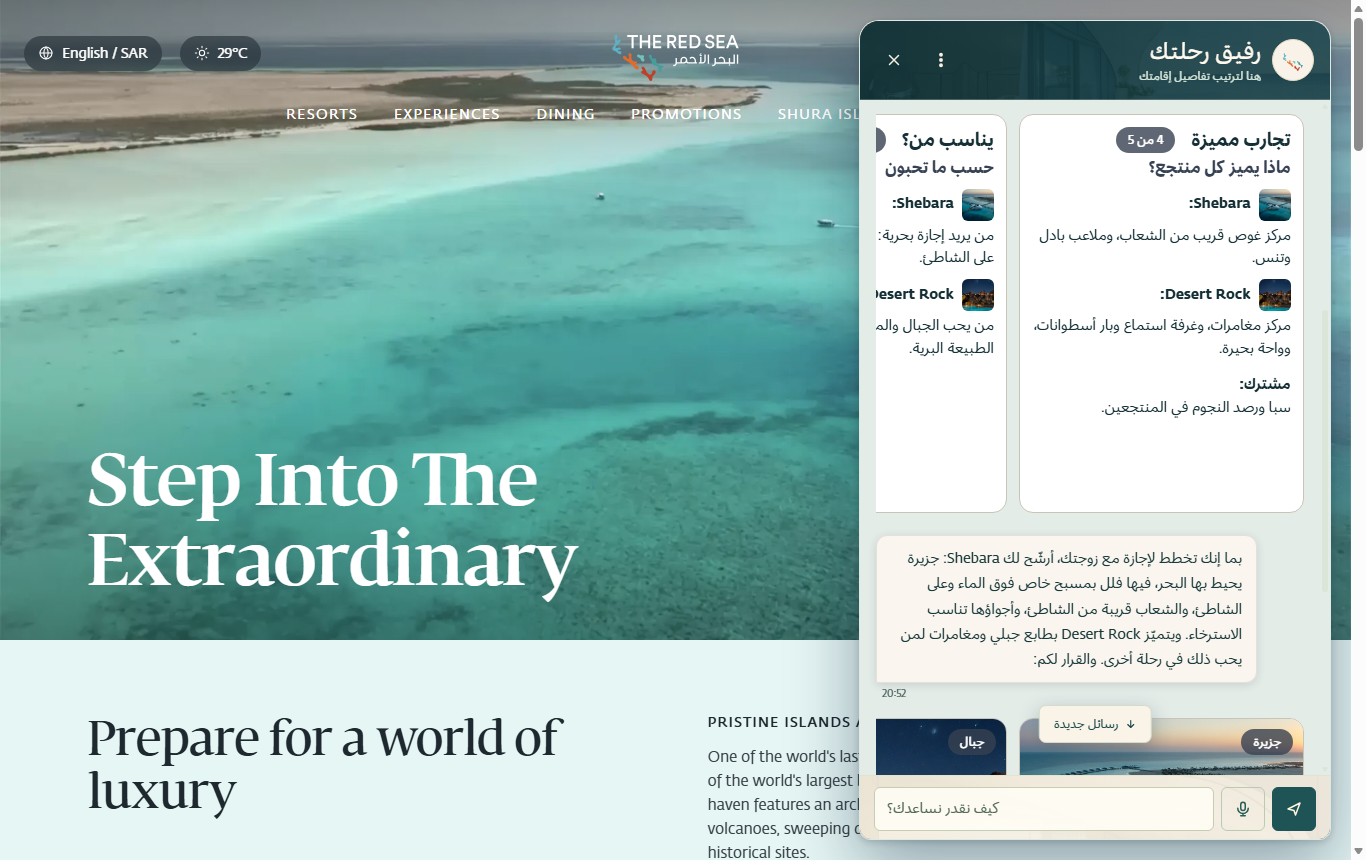 English / SAR
29°C
THE RED SEA
البحر الأحمر
RESORTS EXPERIENCES DINING PROMOTIONS SHURA ISL
Step Into The
Extraordinary
Prepare for a world of
luxury
PRISTINE ISLANDS
One of the world's las
of the world's largest
haven features an arc
volcanoes, sweeping
historical sites.
رفيق رحلتك
هنا لترتيب تفاصيل إقامتك
تجارب مميزة
4 من 5
ماذا يميز كل منتجع؟
Shebara:
مركز غوص قريب من الشعاب، وملاعب بادل
وتنس.
Desert Rock:
مركز مغامرات، وغرفة استماع وبار أسطوانات،
وواحة بحيرة.
مشترك:
سبا ورصد النجوم في المنتجعين.
يناسب من؟
حسب ما تحبون
Shebara:
من يريد إجازة بحرية:
على الشاطئ.
Desert Rock
من يحب الجبال والم
الطبيعة البرية.
بما إنك تخطط لإجازة مع زوجتك، أرشّح لك Shebara: جزيرة
يحيط بها البحر، فيها فلل بمسبح خاص فوق الماء وعلى
الشاطئ، والشعاب قريبة من الشاطئ، وأجواؤها تناسب
الاسترخاء. ويتميّز Desert Rock بطابع جبلي ومغامرات لمن
يحب ذلك في رحلة أخرى. والقرار لكم:
20:52
رسائل جديدة
جزيرة
جبال
كيف نقدر نساعدك؟